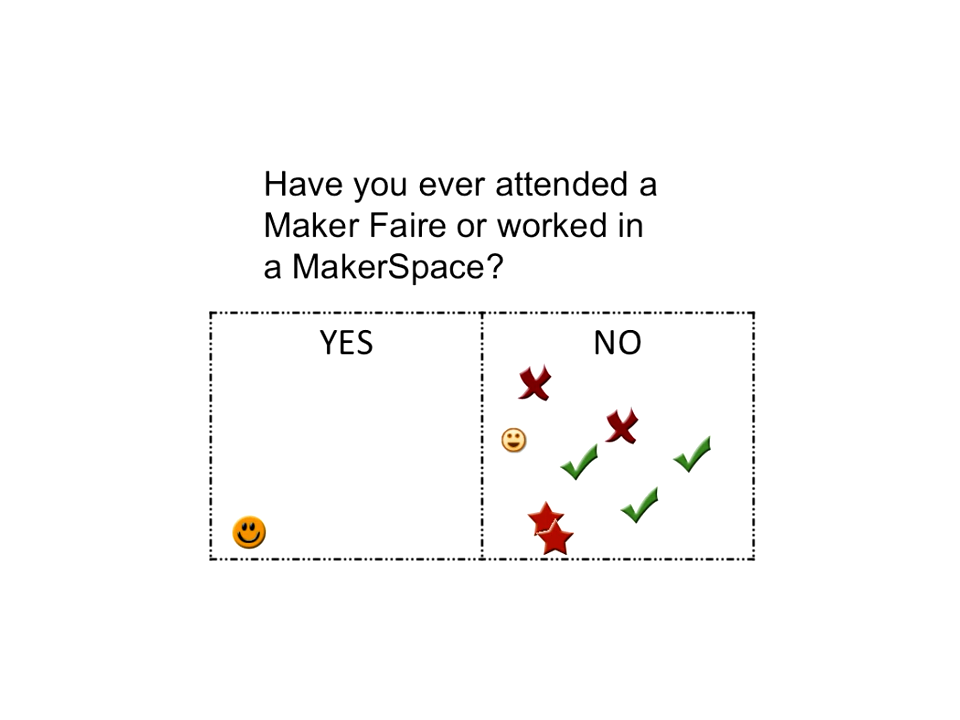 Have you ever attended a
Maker Faire or worked in
a MakerSpace?
YES
NO